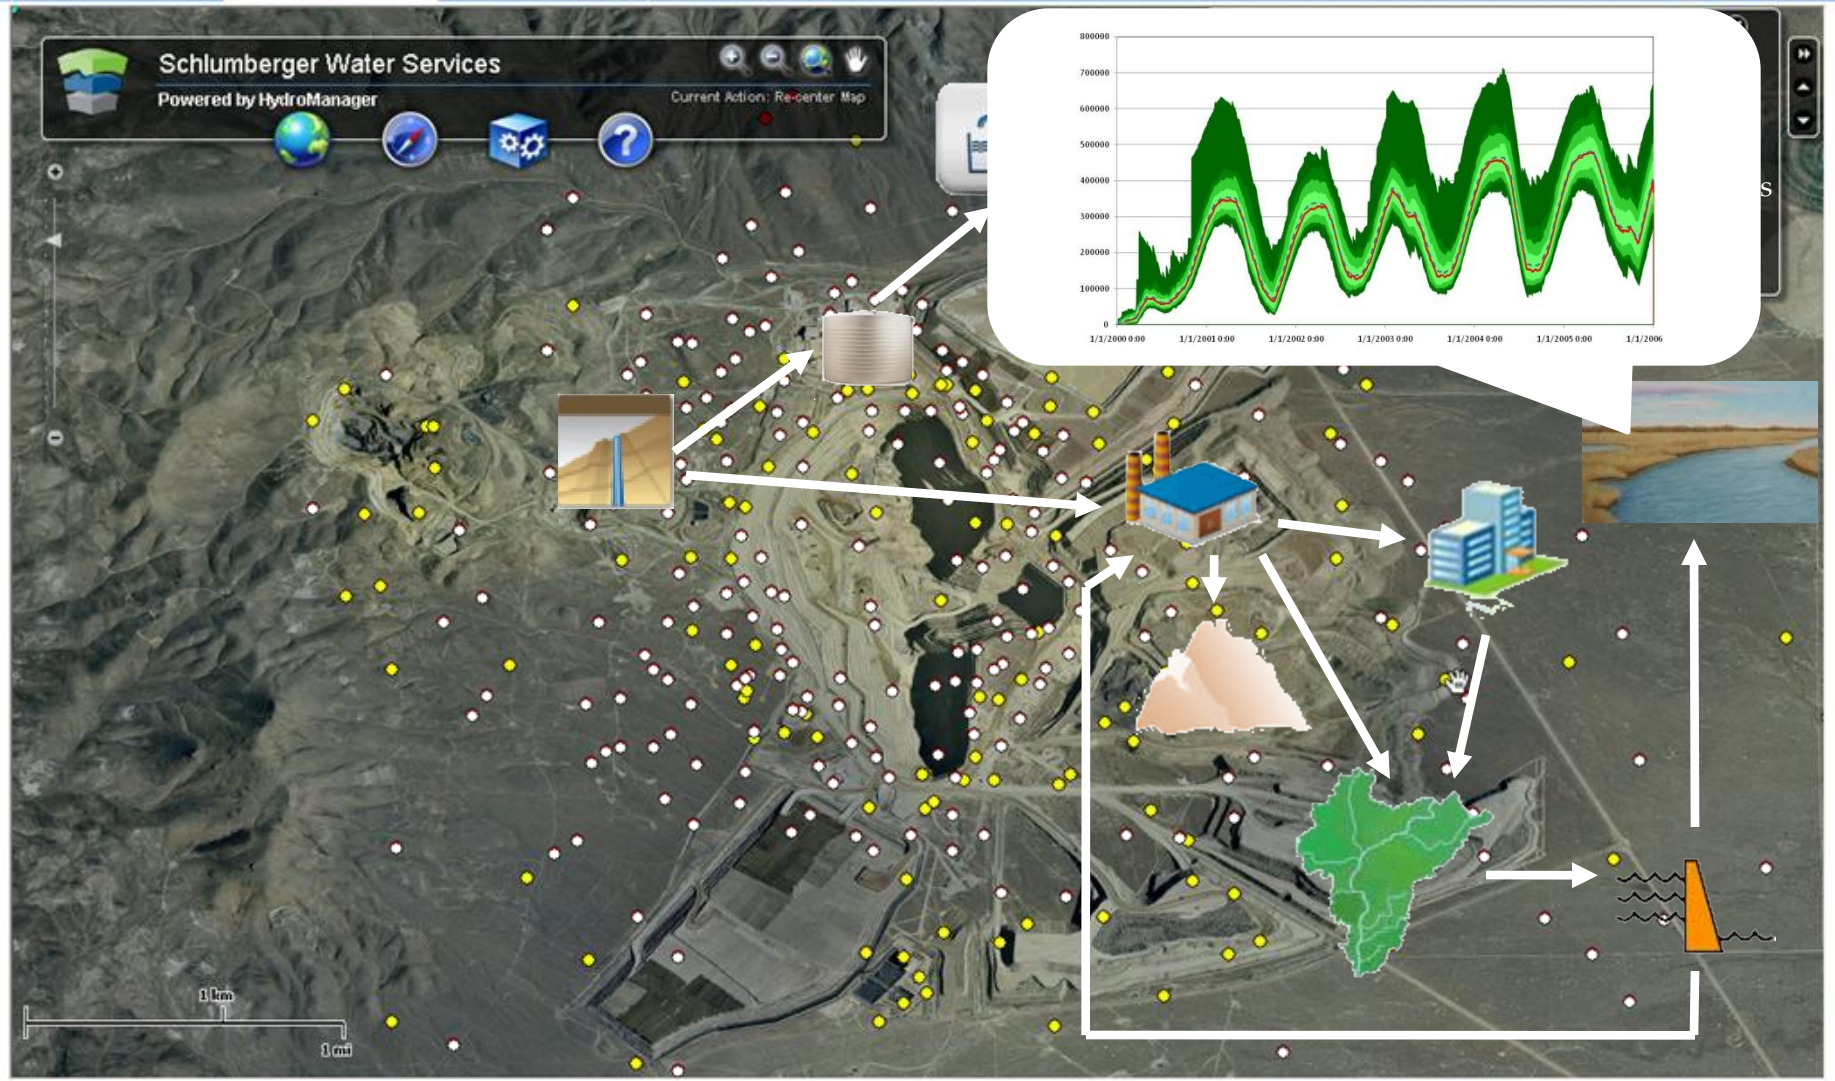 Schlumberger Water Services
Powered by HydroManager
Current Action: Re-center Map
?
800000
700000
600000
500000
400000
300000
200000
100000
0
1/1/2000 0:00 1/1/2001 0:00 1/1/2002 0:00 1/1/2003 0:00 1/1/2004 0:00 1/1/2005 0:00 1/1/2006
s
1 km
1 mi